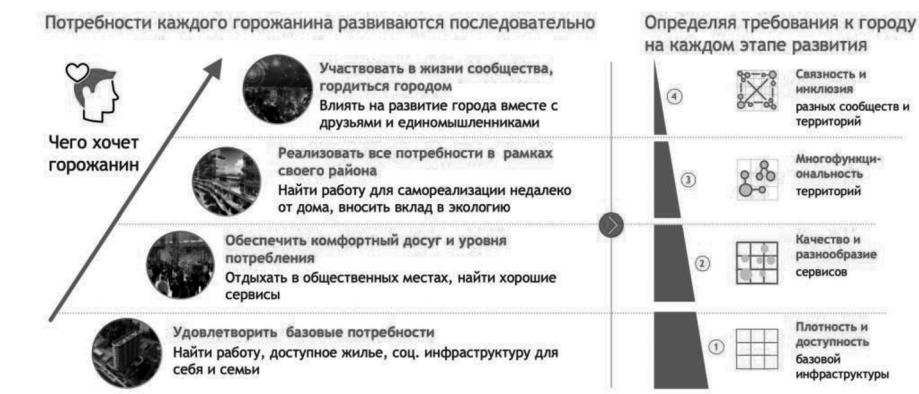 Потребности каждого горожанина развиваются последовательно
Определяя требования к городу
на каждом этапе развития
Чего хочет
горожанин
Участвовать в жизни сообщества,
гордиться городом
Влиять на развитие города вместе с
друзьями и единомышленниками
4
Связность и
инклюзия
разных сообществ и
территорий
Реализовать все потребности в рамках
своего района
Найти работу для самореализации недалеко
от дома, вносить вклад в экологию
3
Многофункци-
ональность
территорий
Обеспечить комфортный досуг и уровня
потребления
Отдыхать в общественных местах, найти хорошие
сервисы
2
Качество и
разнообразие
сервисов
Удовлетворить базовые потребности
Найти работу, доступное жилье, соц. инфраструктуру для
себя и семьи
1
Плотность и
доступность
базовой
инфраструктуры